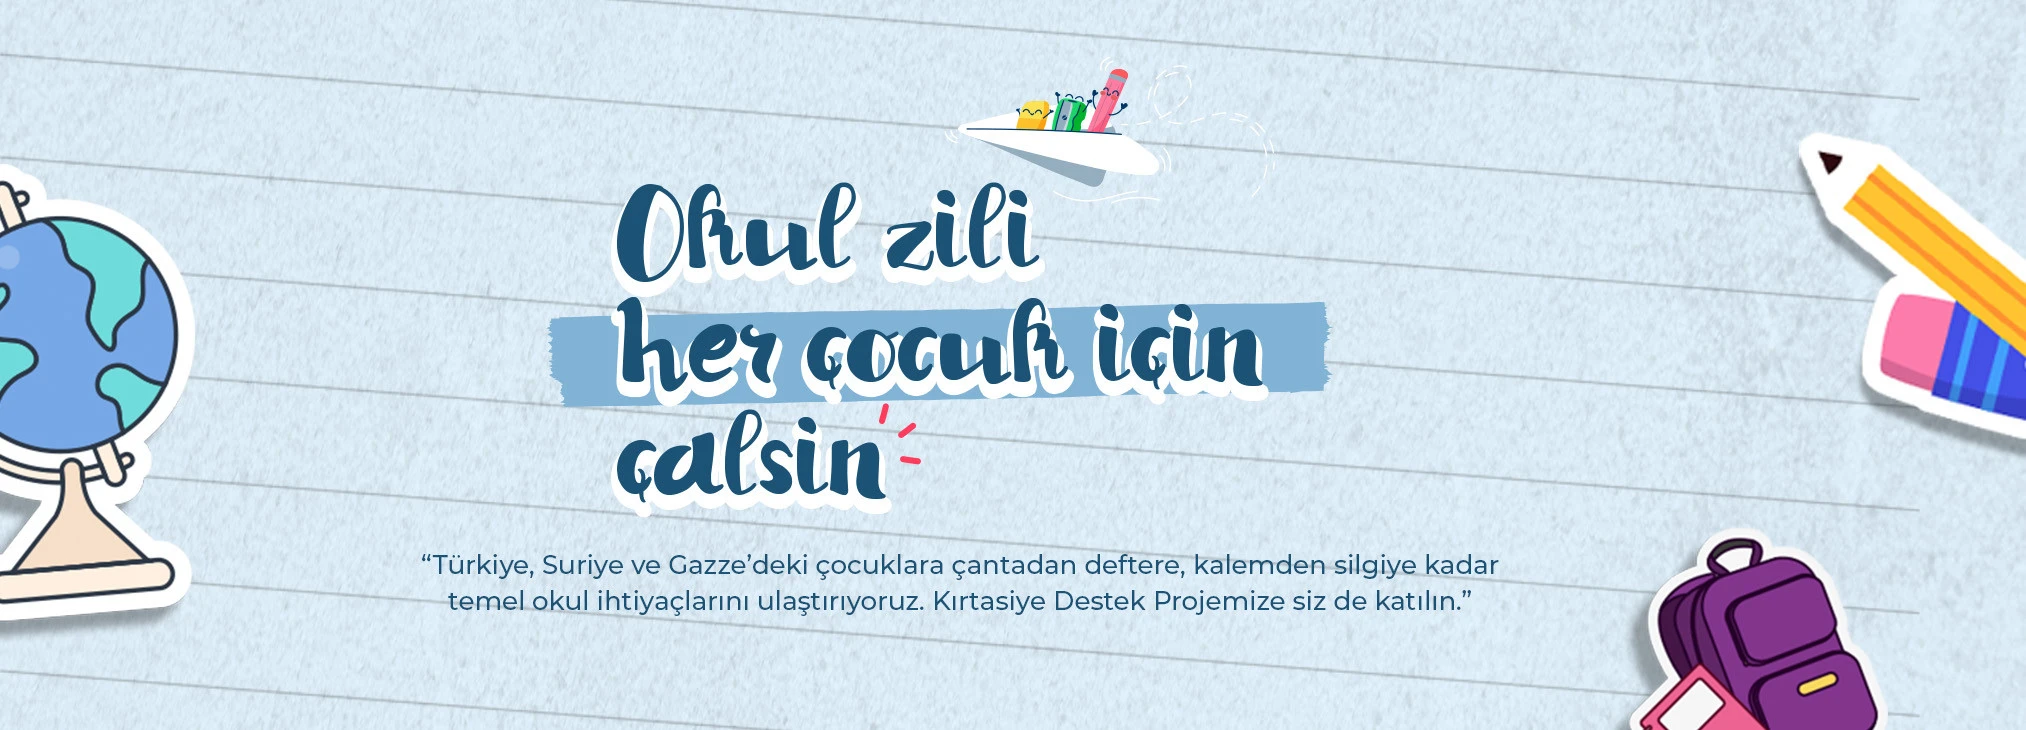 Okul zili
her çocuk için
çalsin
“Türkiye, Suriye ve Gazze’deki çocuklara çantadan deftere, kalemden silgiye kadar
temel okul ihtiyaçlarını ulaştırıyoruz. Kırtasiye Destek Projemize siz de katılın.”